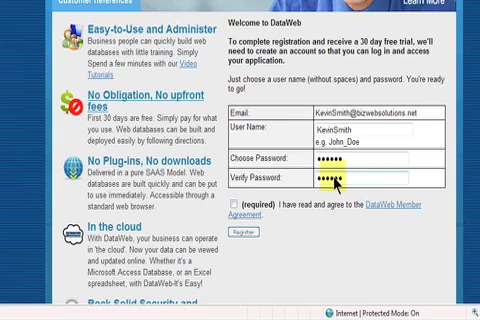 Customer References
Learn More
Easy-to-Use and Administer
Business people can quickly build web
databases with little training. Simply
Spend a few minutes with our Video
Tutorials
No Obligation, No upfront
fees
First 30 days are free. Simply pay for what
you use. Web databases can be built and
deployed easily by following directions.
No Plug-ins, No downloads
Delivered in a pure SAAS Model. Web
databases are built quickly and can be put
to use immediately. Accessible through a
standard web browser.
In the cloud
With DataWeb, your business can operate
in 'the cloud'. Now your data can be viewed
and updated online. Whether it's a
Microsoft Access Database, or an Excel
spreadsheet, with DataWeb-It's Easy!
Rock Solid Security and
Welcome to DataWeb
To complete registration and receive a 30 day free trial, we'll
need to create an account so that you can log in and access
your application.
Just choose a user name (without spaces) and password. You're ready
to go!
Email: KevinSmith@bizwebsolutions.net
User Name: KevinSmith
e.g. John_Doe
Choose Password: ••••••
Verify Password: ••••••
(required) I have read and agree to the DataWeb Member
Agreement.
Register
Internet | Protected Mode: On